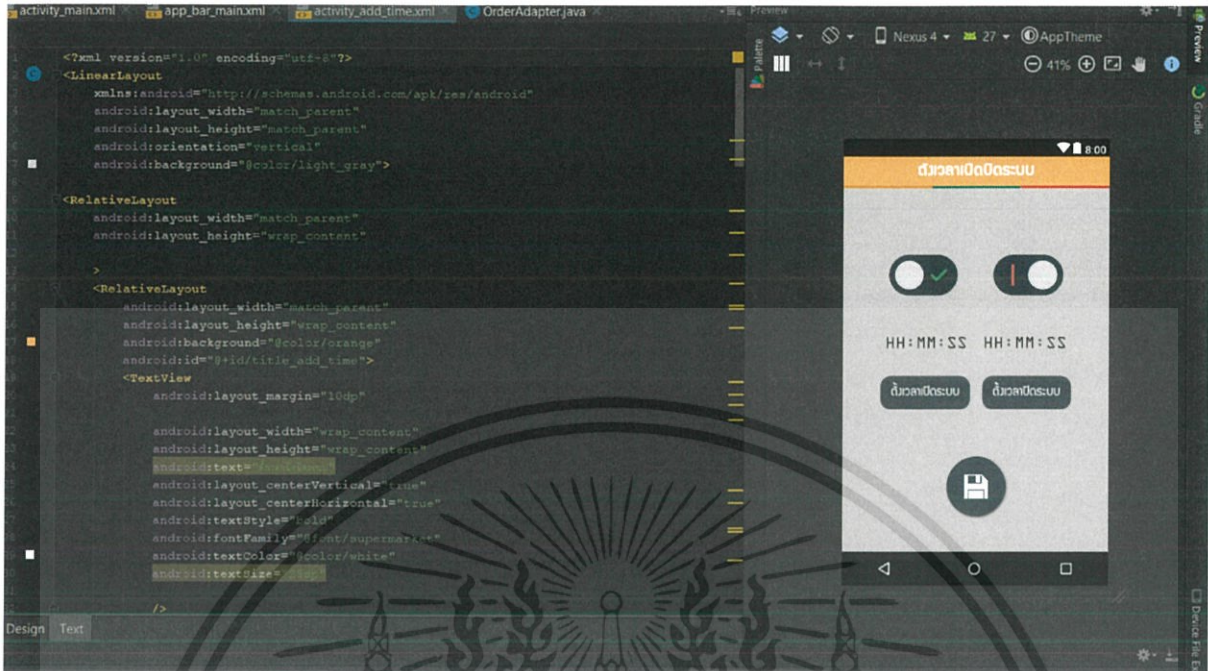 activity_main.xml app_bar_main.xml activity_add_time.xml OrderAdapter.java
<?xml version="1.0" encoding="utf-8"?>
<LinearLayout
xmlns:android="http://schemas.android.com/apk/res/android"
android:layout_width="match_parent"
android:layout_height="match_parent"
android:orientation="vertical"
android:background="@color/light_gray">
<RelativeLayout
android:layout_width="match_parent"
android:layout_height="wrap_content"
>
<RelativeLayout
android:layout_width="match_parent"
android:layout_height="wrap_content"
android:background="@color/orange"
android:id="@+id/title_add_time">
<TextView
android:layout_margin="10dp"
android:layout_width="wrap_content"
android:layout_height="wrap_content"
android:text=
android:layout_centerVertical="true"
android:layout_centerHorizontal="true"
android:textStyle="bold"
android:fontFamily="@font/supermarket"
android:textColor="@color/white"
android:textSize=
/>
Design Text
Preview
Palette
Nexus 4 27 AppTheme
41%
8:00
ตั้งเวลาเปิดปิดระบบ
HH:MM:SS HH:MM:SS
ตั้งเวลาปิดระบบ ตั้งเวลาเปิดระบบ
Preview
Gradle
Device File Ex